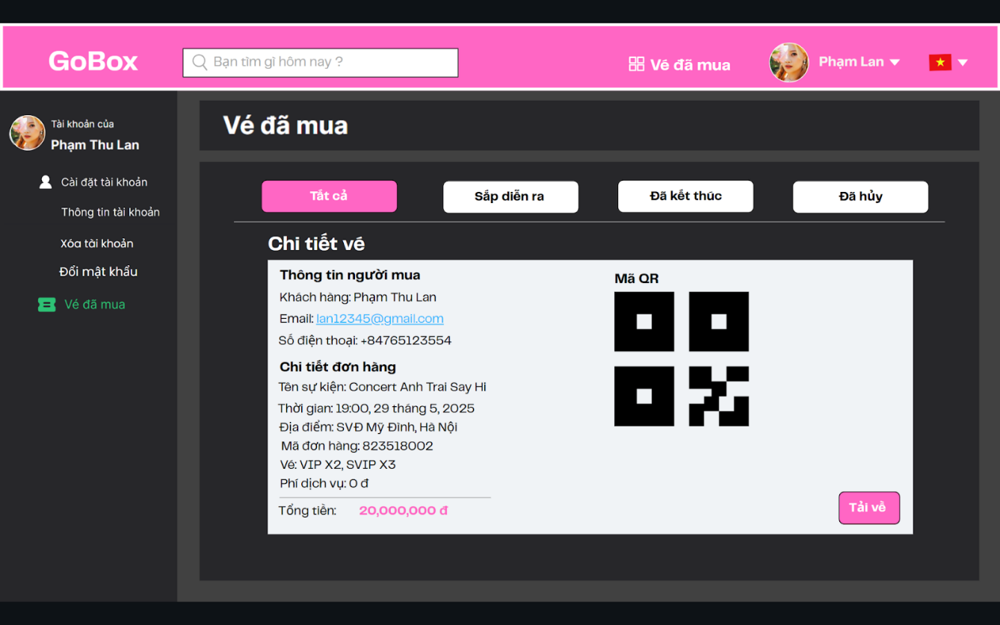 GoBox
Bạn tìm gì hôm nay ?
Vé đã mua
Phạm Lan
Tài khoản của
Phạm Thu Lan
Cài đặt tài khoản
Thông tin tài khoản
Xóa tài khoản
Đổi mật khẩu
Vé đã mua
Vé đã mua
Tất cả
Sắp diễn ra
Đã kết thúc
Đã hủy
Chi tiết vé
Thông tin người mua
Khách hàng: Phạm Thu Lan
Email: lan12345@gmail.com
Số điện thoại: +84765123554
Chi tiết đơn hàng
Tên sự kiện: Concert Anh Trai Say Hi
Thời gian: 19:00, 29 tháng 5, 2025
Địa điểm: SVĐ Mỹ Đình, Hà Nội
Mã đơn hàng: 823518002
Vé: VIP X2, SVIP X3
Phí dịch vụ: 0 đ
Tổng tiền: 20,000,000 đ
Mã QR
Tải về